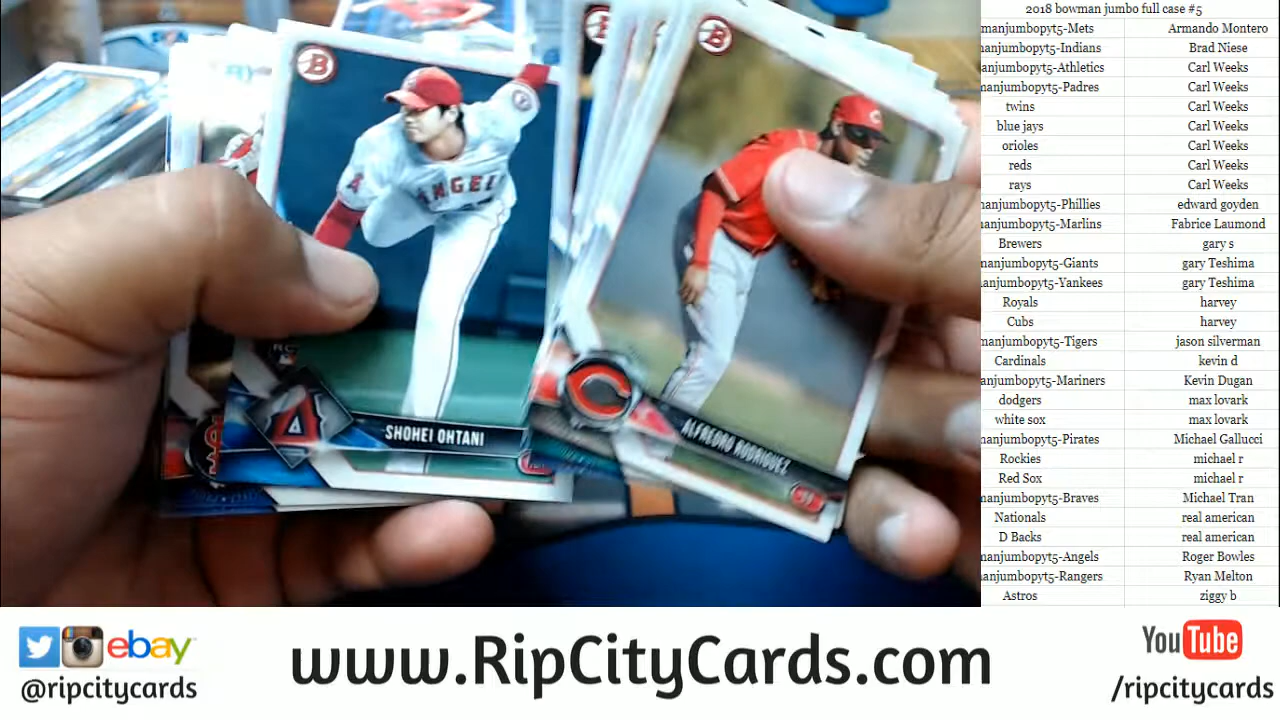 2018 bowman jumbo full case #5
manjumbopyt5-Mets Armando Montero
manjumbopyt5-Indians Brad Niese
manjumbopyt5-Athletics Carl Weeks
manjumbopyt5-Padres Carl Weeks
twins Carl Weeks
blue jays Carl Weeks
orioles Carl Weeks
reds Carl Weeks
rays Carl Weeks
manjumbopyt5-Phillies edward goyden
manjumbopyt5-Marlins Fabrice Laumond
Brewers gary s
manjumbopyt5-Giants gary Teshima
manjumbopyt5-Yankees gary Teshima
Royals harvey
Cubs harvey
manjumbopyt5-Tigers jason silverman
Cardinals kevin d
manjumbopyt5-Mariners Kevin Dugan
dodgers max lovark
white sox max lovark
manjumbopyt5-Pirates Michael Gallucci
Rockies michael r
Red Sox michael r
manjumbopyt5-Braves Michael Tran
Nationals real american
D Backs real american
manjumbopyt5-Angels Roger Bowles
manjumbopyt5-Rangers Ryan Melton
Astros ziggy b
B
B
ANGEL
RC
A
SHOHEI OHTANI
C
ALFREDRO RODRIGUEZ
ebay
@ripcitycards
www.RipCityCards.com
YouTube
/ripcitycards